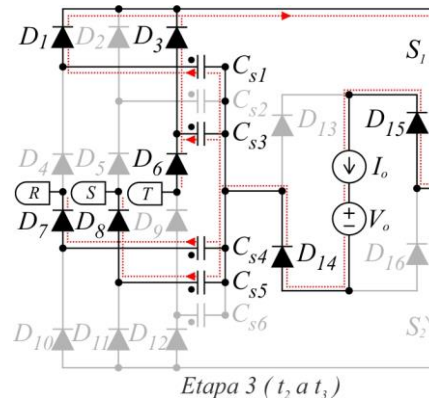 D1 D2 D3 S1
Cs1
Cs2
Cs3 D13 D15
D4 D5 D6 Io
R S T
D7 D8 D9 Vo
Cs4 D14 D16
Cs5
Cs6
D10 D11 D12 S2
Etapa 3 ( t2 a t3 )